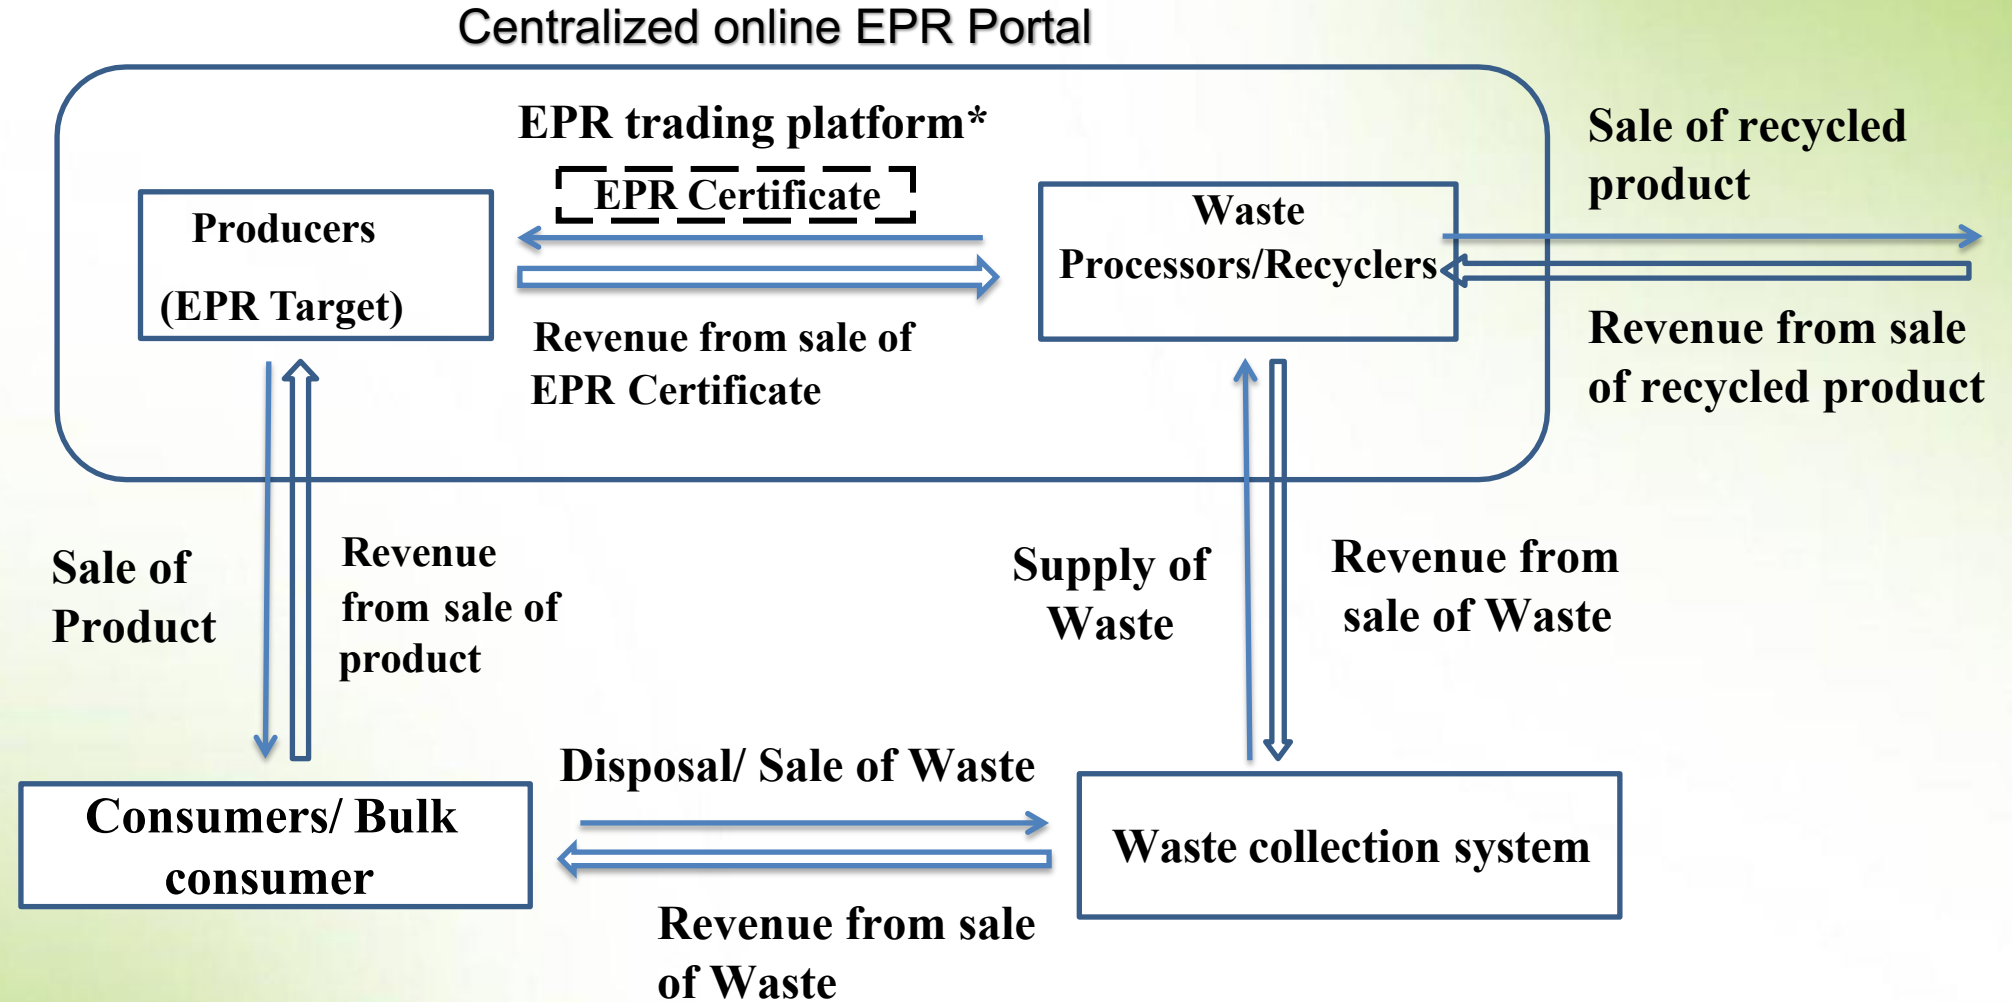 Centralized online EPR Portal
EPR trading platform*
EPR Certificate
Producers
(EPR Target)
Waste
Processors/Recyclers
Sale of recycled
product
Revenue from sale of
EPR Certificate
Revenue from sale
of recycled product
Sale of
Product
Revenue
from sale of
product
Supply of
Waste
Revenue from
sale of Waste
Disposal/ Sale of Waste
Consumers/ Bulk
consumer
Waste collection system
Revenue from sale
of Waste